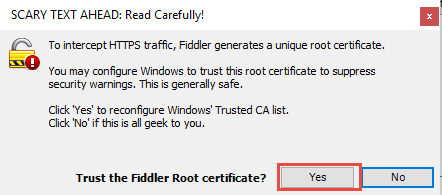 SCARY TEXT AHEAD: Read Carefully!
To intercept HTTPS traffic, Fiddler generates a unique root certificate.
You may configure Windows to trust this root certificate to suppress
security warnings. This is generally safe.
Click 'Yes' to reconfigure Windows' Trusted CA list.
Click 'No' if this is all geek to you.
Trust the Fiddler Root certificate? Yes No